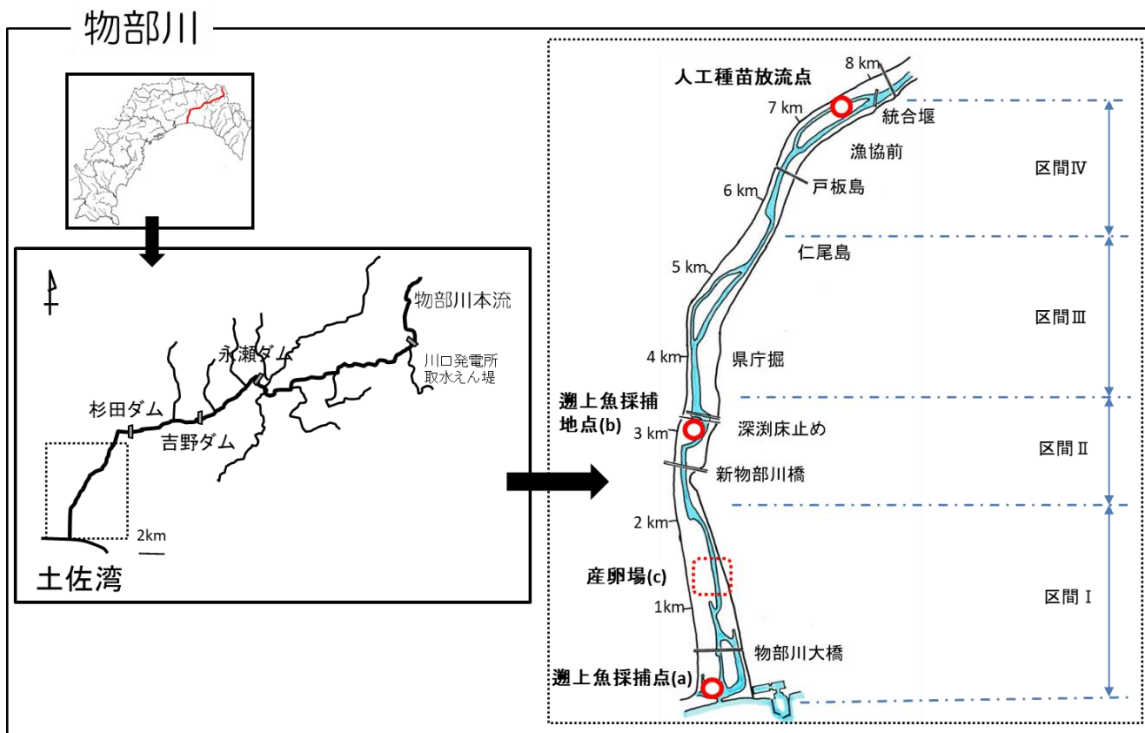 物部川
物部川本流
永瀬ダム
川口発電所
取水えん堤
杉田ダム
吉野ダム
2km
土佐湾
人工種苗放流点
8 km
7 km
統合堰
漁協前
区間Ⅳ
戸板島
6 km
仁尾島
5 km
区間Ⅲ
4 km
県庁掘
遡上魚採捕
地点(b)
3 km
深渕床止め
区間Ⅱ
新物部川橋
2 km
産卵場(c)
1km
区間Ⅰ
物部川大橋
遡上魚採捕点(a)